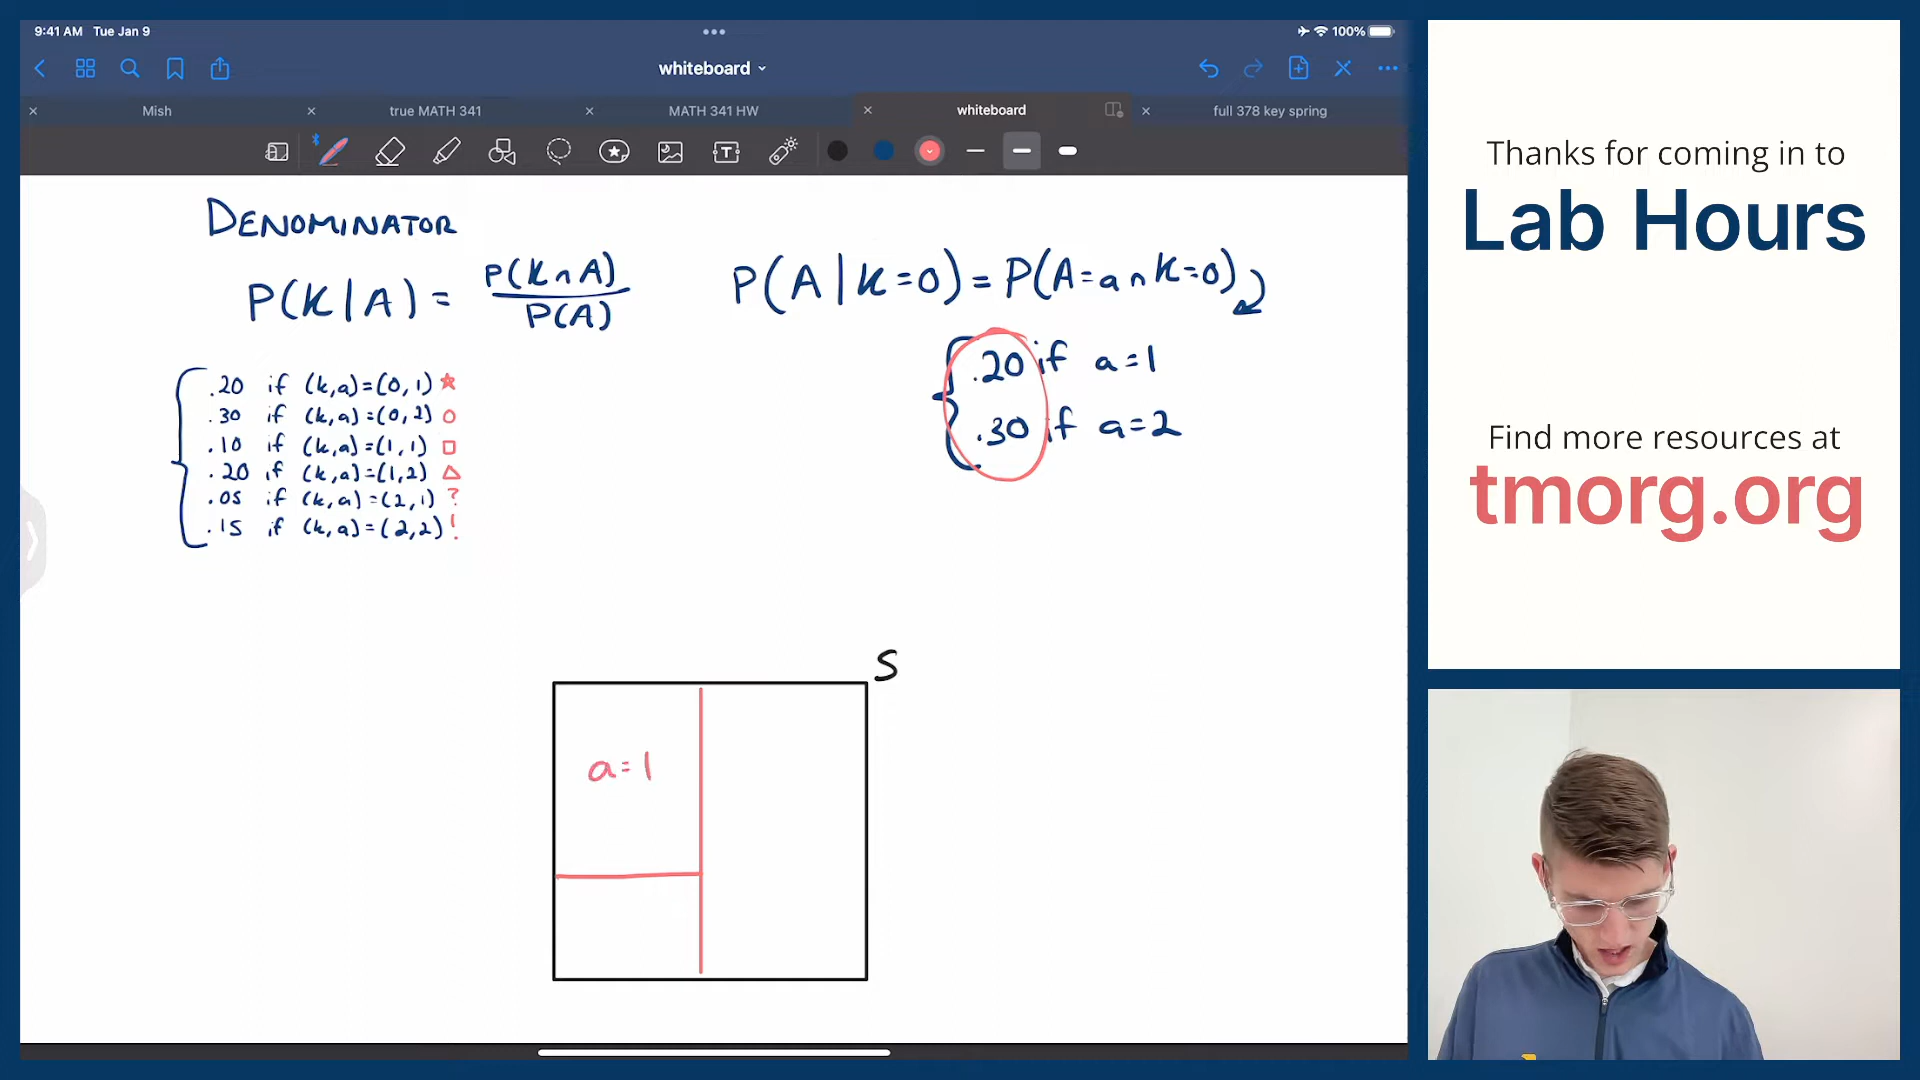 9:41 AM Tue Jan 9
100%
whiteboard
Mish
true MATH 341
MATH 341 HW
whiteboard
full 378 key spring
DENOMINATOR
P(K|A) = P(K∩A) / P(A)
.20 if (k,a)=(0,1)
.30 if (k,a)=(0,2)
.10 if (k,a)=(1,1)
.20 if (k,a)=(1,2)
.05 if (k,a)=(2,1) ?
.15 if (k,a)=(2,2) !
P(A|K=0) = P(A=a∩K=0)
.20 if a=1
.30 if a=2
S
a=1
Thanks for coming in to
Lab Hours
Find more resources at
tmorg.org